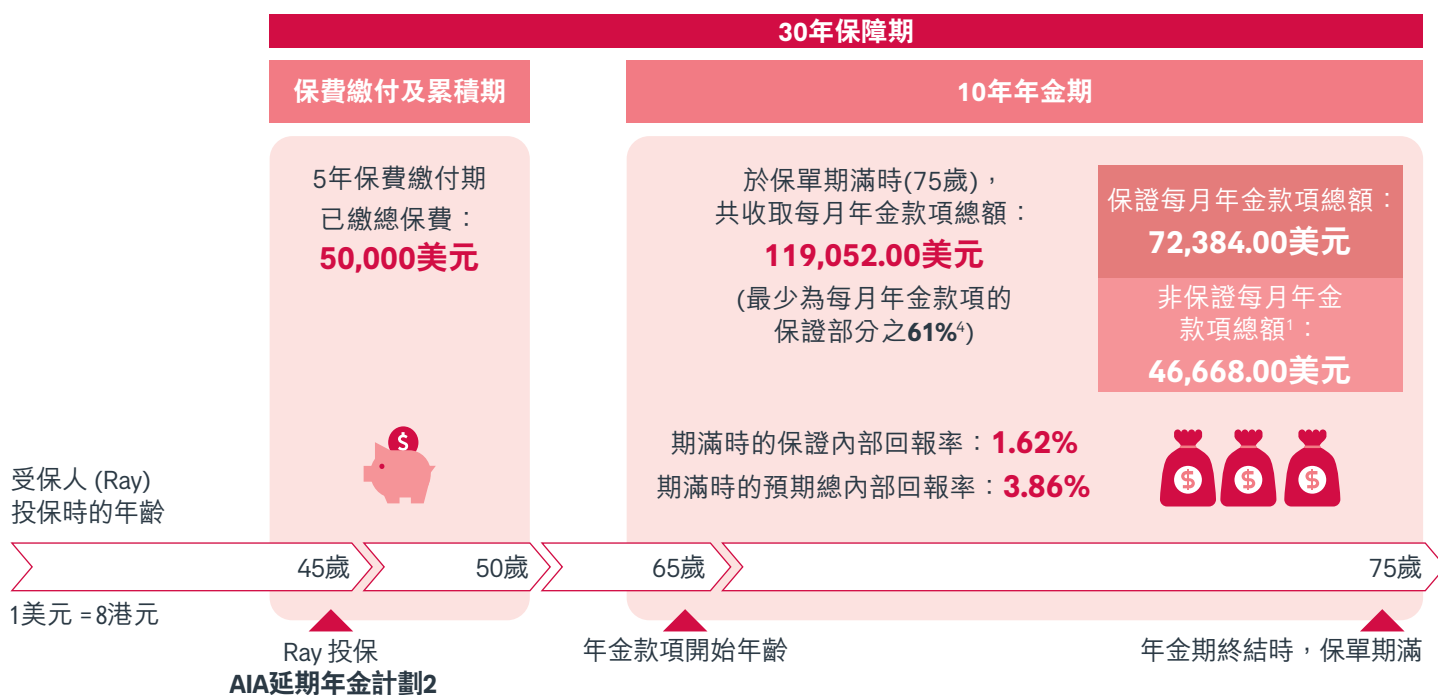 30年保障期
保費繳付及累積期
10年年金期
5年保費繳付期
已繳總保費：
50,000美元
於保單期滿時(75歲)，
共收取每月年金款項總額：
119,052.00美元
(最少為每月年金款項的
保證部分之61%⁴)
保證每月年金款項總額：
72,384.00美元
非保證每月年金
款項總額¹：
46,668.00美元
$
期滿時的保證內部回報率：1.62%
期滿時的預期總內部回報率：3.86%
$ $ $
受保人 (Ray)
投保時的年齡
45歲 50歲 65歲 75歲
1美元 =8港元
Ray 投保
AIA延期年金計劃2
年金款項開始年齡
年金期終結時，保單期滿